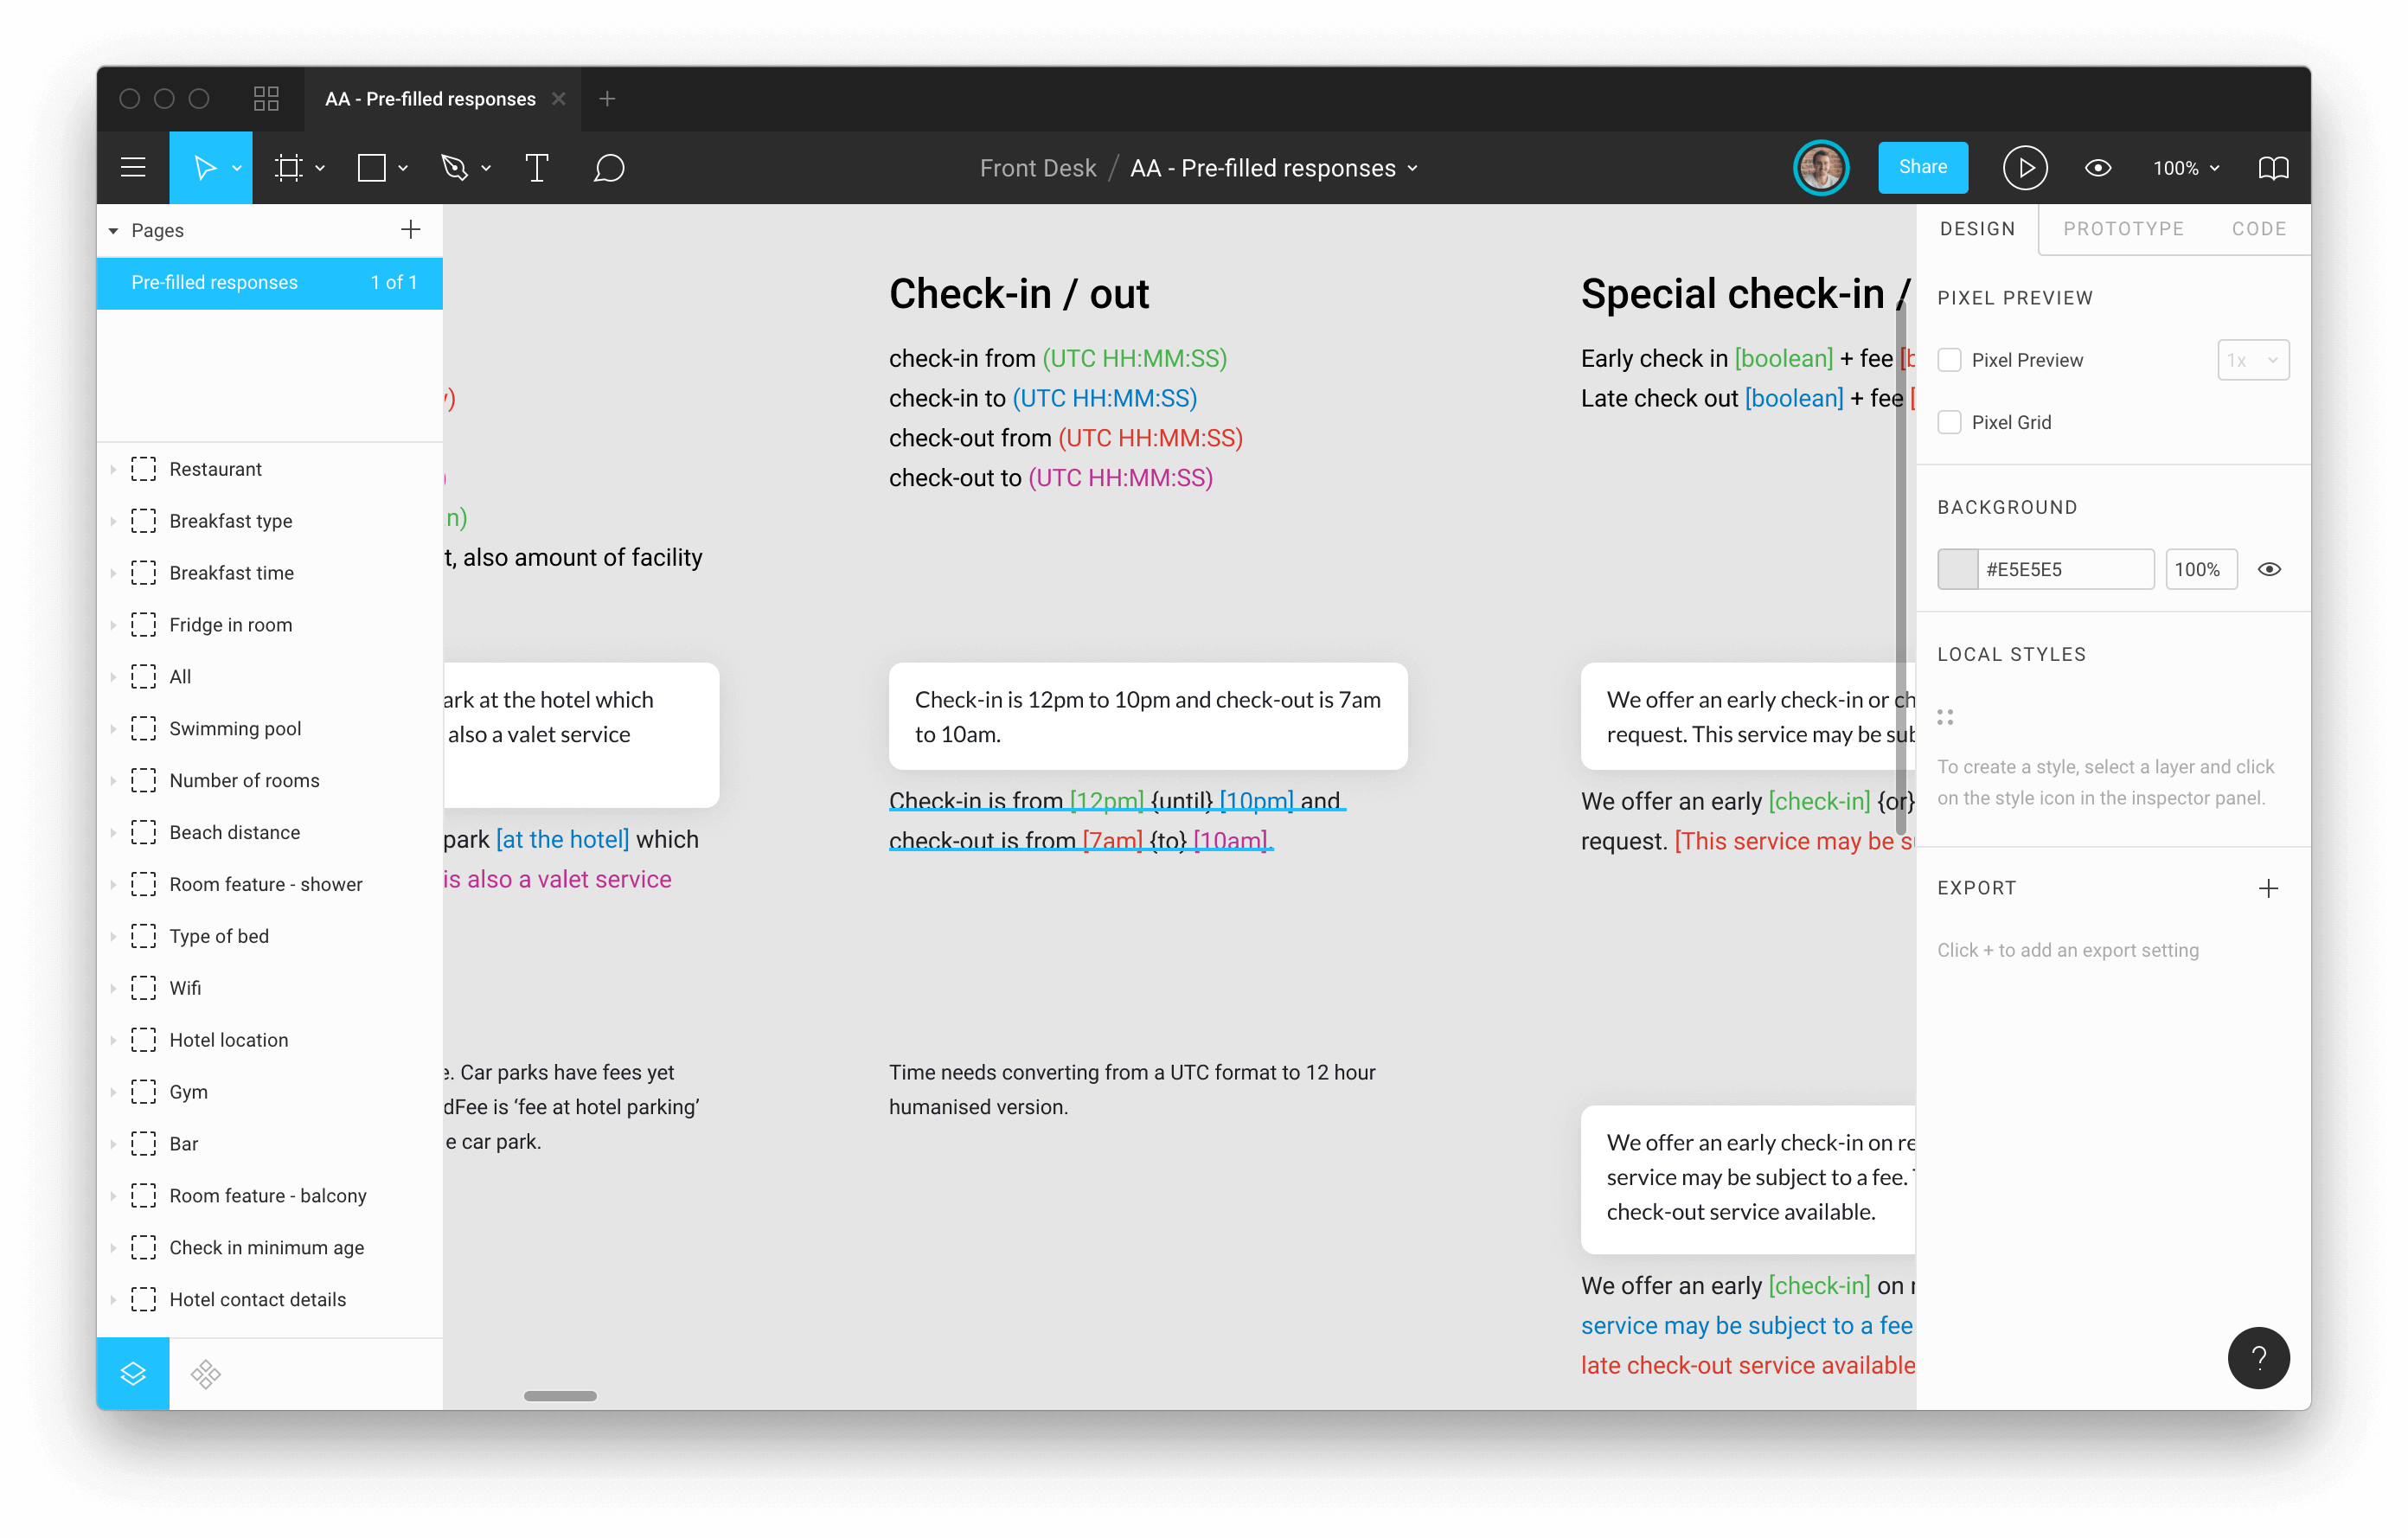 AA - Pre-filled responses
Front Desk / AA - Pre-filled responses
Share
100%
Pages
Pre-filled responses 1 of 1
Restaurant
Breakfast type
Breakfast time
Fridge in room
All
Swimming pool
Number of rooms
Beach distance
Room feature - shower
Type of bed
Wifi
Hotel location
Gym
Bar
Room feature - balcony
Check in minimum age
Hotel contact details
t, also amount of facility
ark at the hotel which
also a valet service
park [at the hotel] which
is also a valet service
e. Car parks have fees yet
dFee is ‘fee at hotel parking’
e car park.
Check-in / out
check-in from (UTC HH:MM:SS)
check-in to (UTC HH:MM:SS)
check-out from (UTC HH:MM:SS)
check-out to (UTC HH:MM:SS)
Check-in is 12pm to 10pm and check-out is 7am
to 10am.
Check-in is from [12pm] {until} [10pm] and
check-out is from [7am] {to} [10am].
Time needs converting from a UTC format to 12 hour
humanised version.
Special check-in /
Early check in [boolean] + fee [b
Late check out [boolean] + fee [
We offer an early check-in or ch
request. This service may be sub
We offer an early [check-in] {or}
request. [This service may be s
We offer an early check-in on re
service may be subject to a fee.
check-out service available.
We offer an early [check-in] on
service may be subject to a fee
late check-out service available
DESIGN PROTOTYPE CODE
PIXEL PREVIEW
Pixel Preview 1x
Pixel Grid
BACKGROUND
#E5E5E5 100%
LOCAL STYLES
To create a style, select a layer and click
on the style icon in the inspector panel.
EXPORT
Click + to add an export setting
?